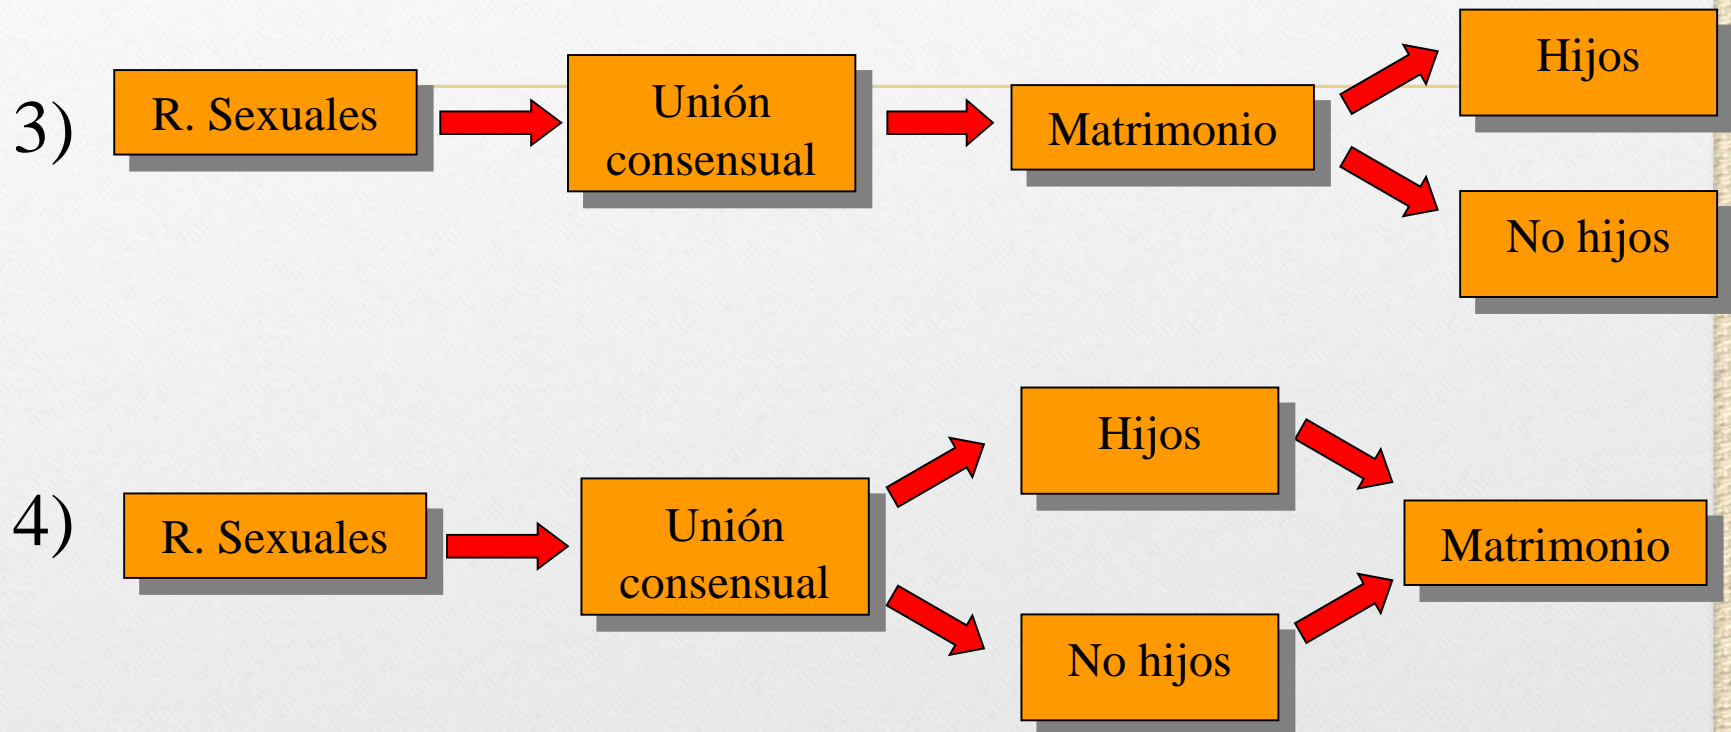 3)
R. Sexuales
Unión
consensual
Matrimonio
Hijos
No hijos
4)
R. Sexuales
Unión
consensual
Hijos
No hijos
Matrimonio